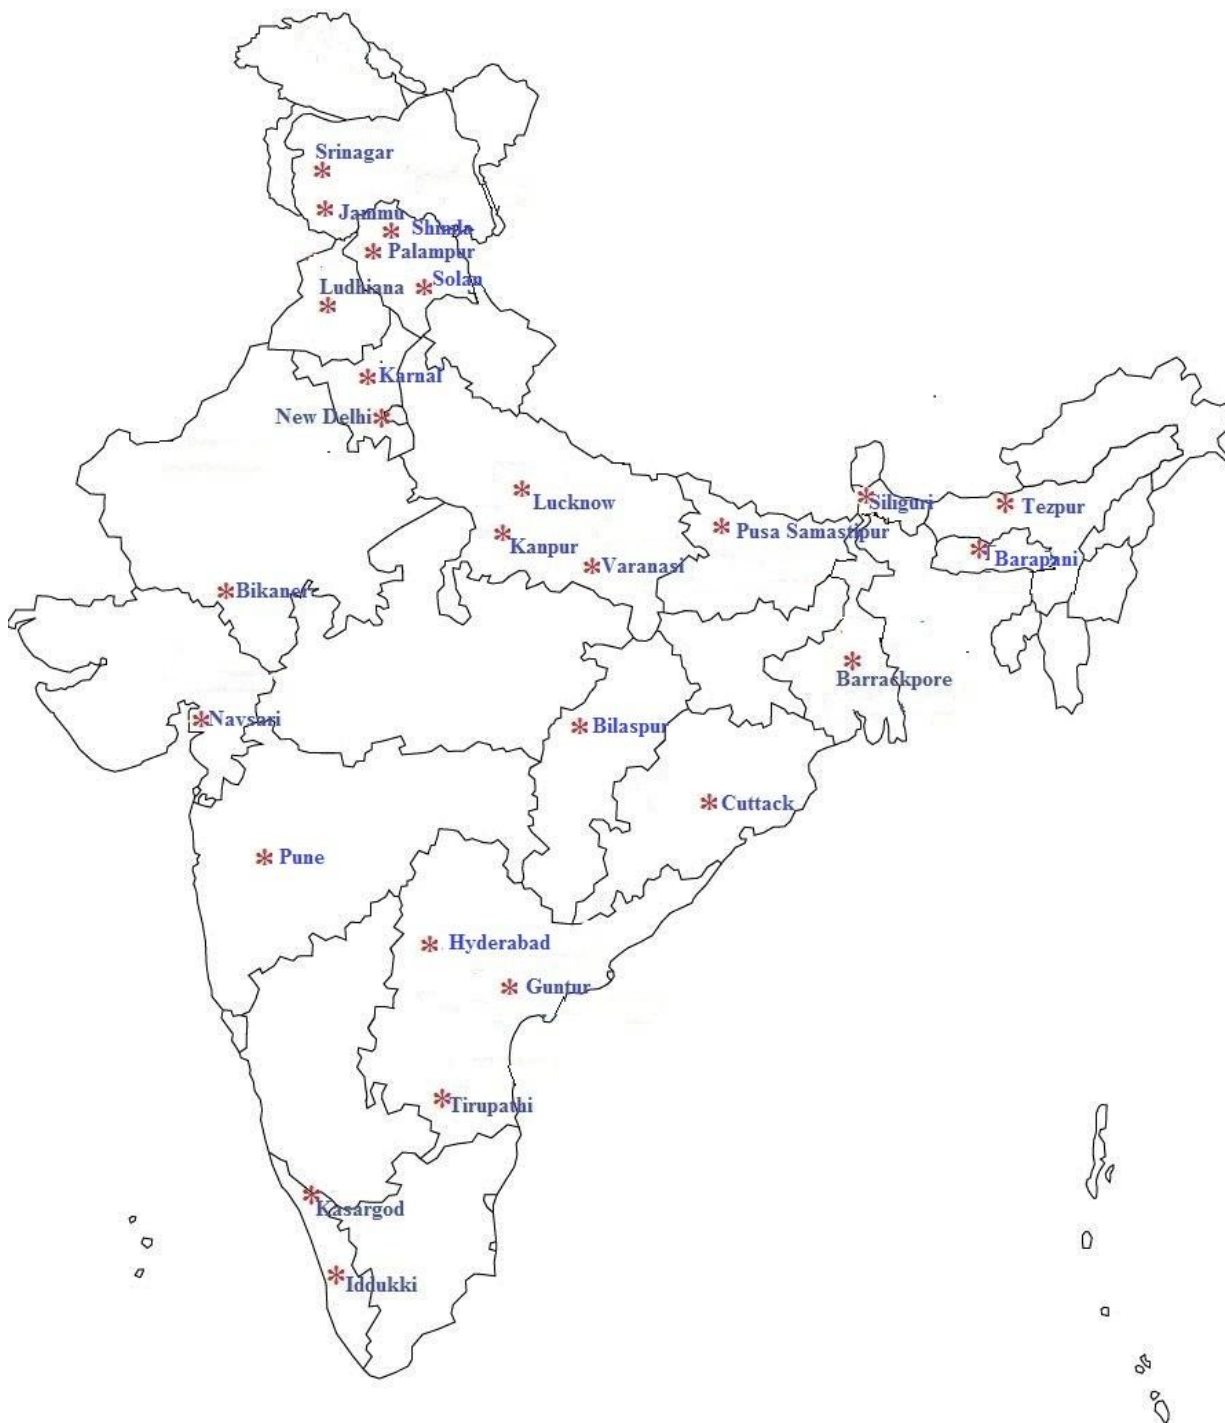 Srinagar
Jammu
Shimla
Palampur
Solan
Ludhiana
Karnal
New Delhi
Lucknow
Siliguri
Tezpur
Pusa Samastipur
Kanpur
Barapani
Varanasi
Bikaner
Barrackpore
Navsari
Bilaspur
Cuttack
Pune
Hyderabad
Guntur
Tirupathi
Kasargod
Iddukki